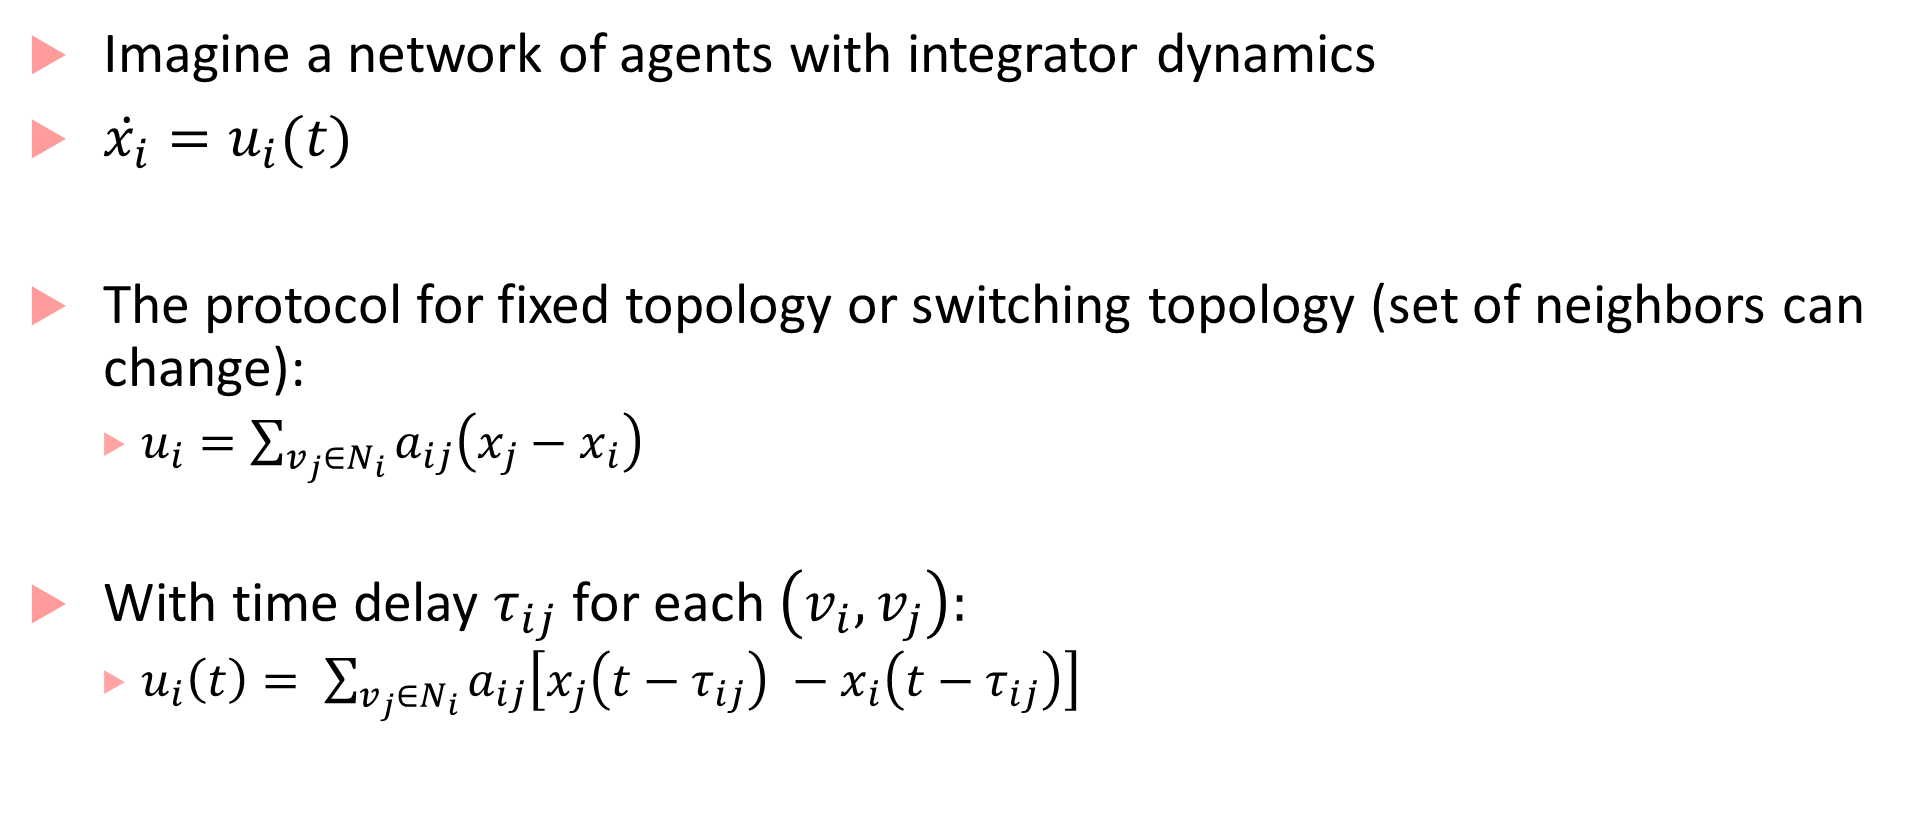 Imagine a network of agents with integrator dynamics
ẋᵢ = uᵢ(t)
The protocol for fixed topology or switching topology (set of neighbors can
change):
uᵢ = ∑_{vⱼ∈Nᵢ} aᵢⱼ(xⱼ − xᵢ)
With time delay τᵢⱼ for each (vᵢ, vⱼ):
uᵢ(t) = ∑_{vⱼ∈Nᵢ} aᵢⱼ[xⱼ(t − τᵢⱼ) − xᵢ(t − τᵢⱼ)]